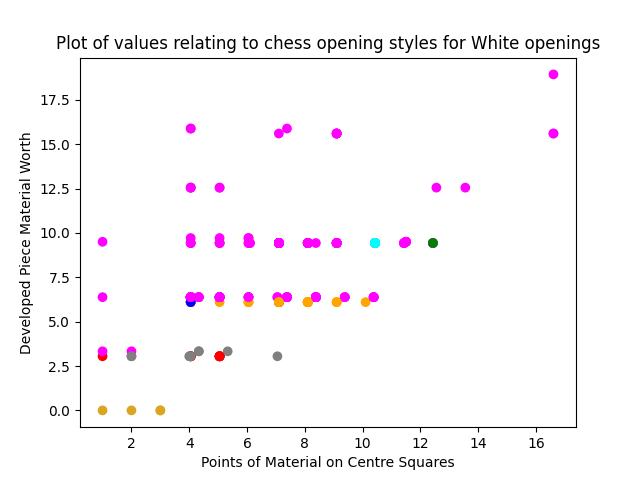 Plot of values relating to chess opening styles for White openings
17.5
15.0
12.5
10.0
7.5
5.0
2.5
0.0
Developed Piece Material Worth
2 4 6 8 10 12 14 16
Points of Material on Centre Squares